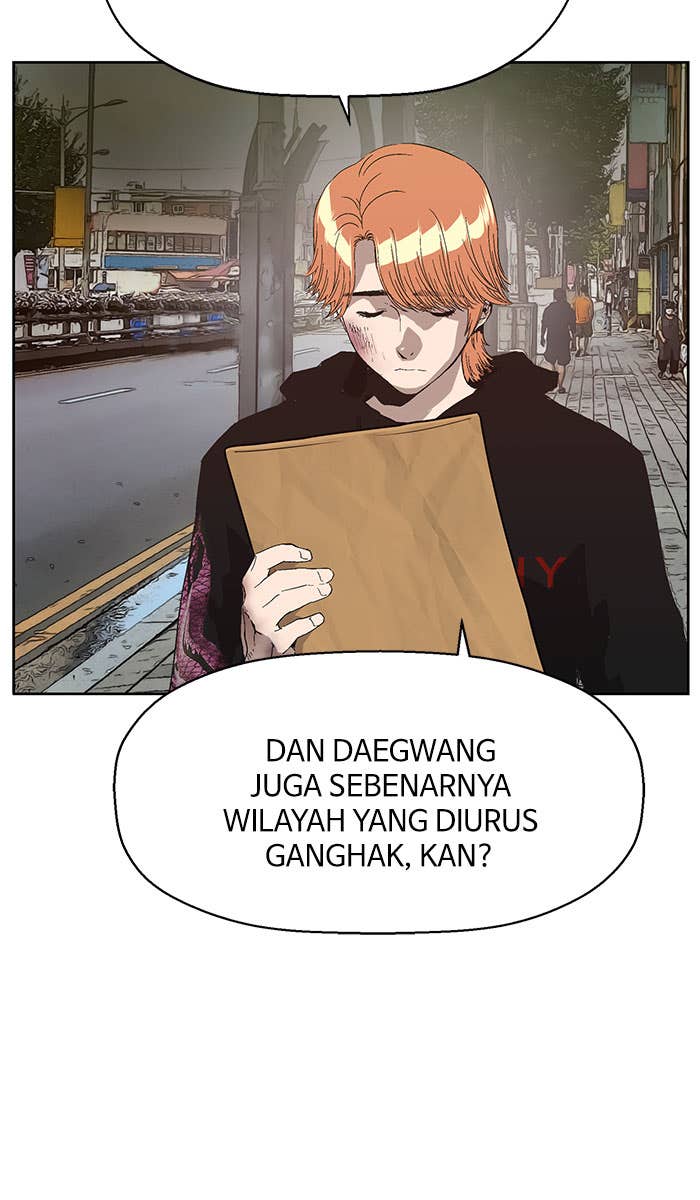 DAN DAEGWANG
JUGA SEBENARNYA
WILAYAH YANG DIURUS
GANGHAK, KAN?